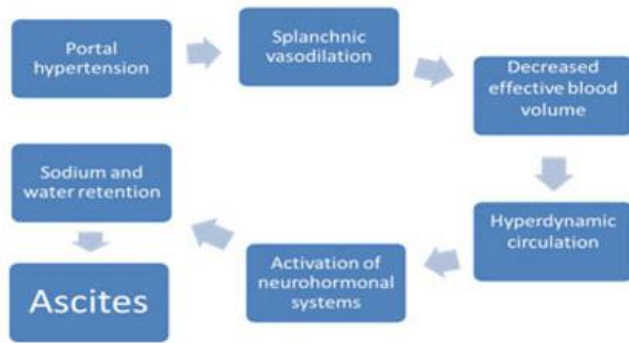 Portal
hypertension
Splanchnic
vasodilation
Decreased
effective blood
volume
Hyperdynamic
circulation
Activation of
neurohormonal
systems
Sodium and
water retention
Ascites